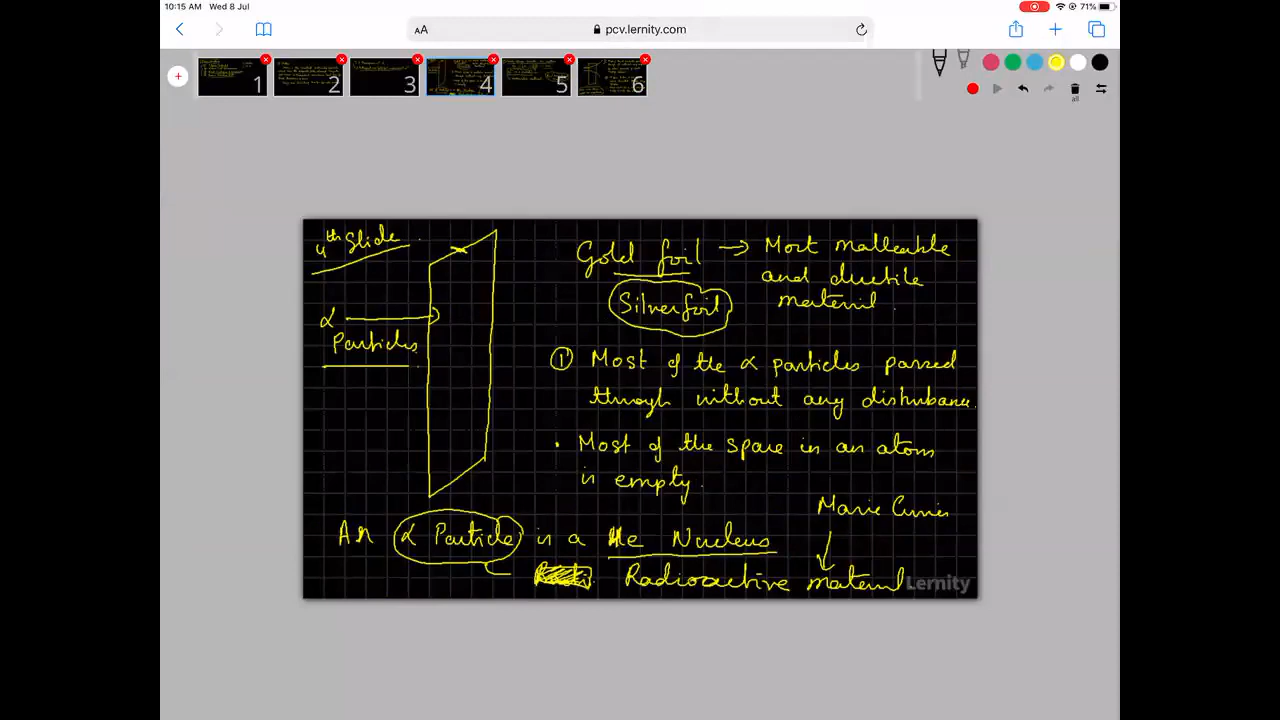 10:15 AM Wed 8 Jul
71%
AA
pcv.lernity.com
1
2
3
4
5
6
all
4th Slide
Gold foil → Most malleable
and ductile
material
Silver foil
α
Particles
① Most of the α particles passed
through without any disturbance.
• Most of the space in an atom
is empty.
Marie Curie
An α Particle is a He Nucleus
Radioactive material
Lernity